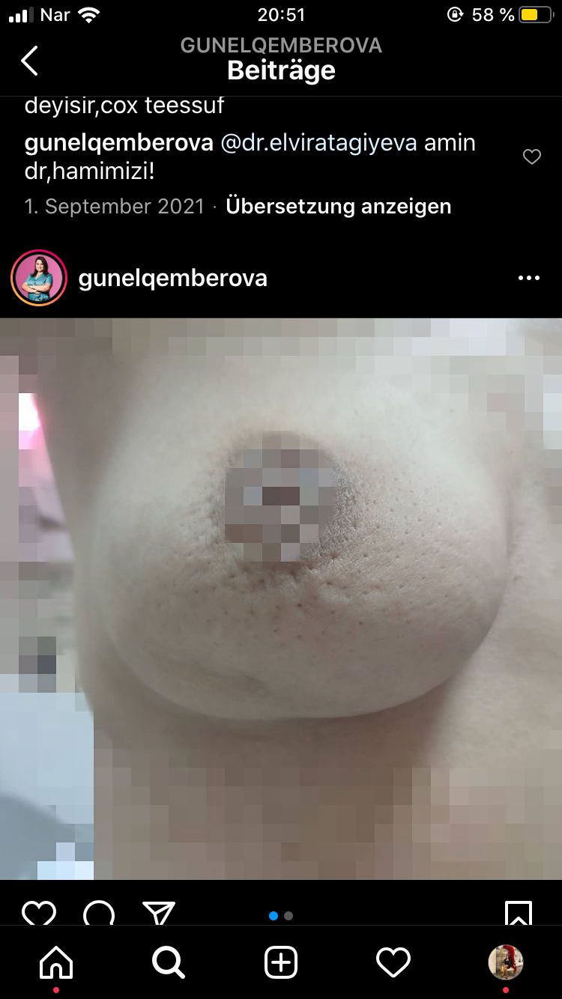 Nar 20:51 58 %
GUNELQEMBEROVA
Beiträge
deyisir,cox teessuf
gunelqemberova @dr.elviratagiyeva amin
dr,hamimizi!
1. September 2021 · Übersetzung anzeigen
gunelqemberova